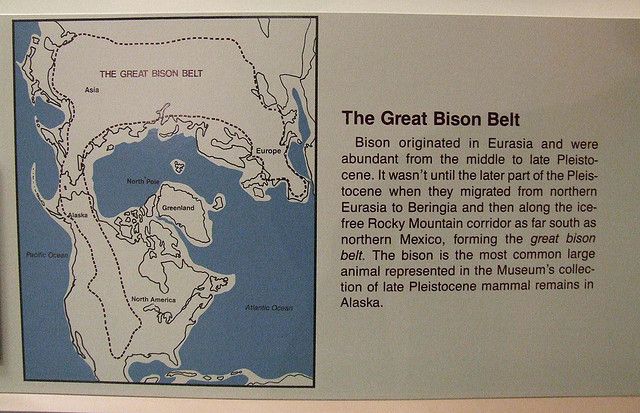 THE GREAT BISON BELT
Asia
Europe
North Pole
Greenland
Alaska
Pacific Ocean
North America
Atlantic Ocean
The Great Bison Belt
Bison originated in Eurasia and were
abundant from the middle to late Pleisto-
cene. It wasn't until the later part of the Pleis-
tocene when they migrated from northern
Eurasia to Beringia and then along the ice-
free Rocky Mountain corridor as far south as
northern Mexico, forming the great bison
belt. The bison is the most common large
animal represented in the Museum's collec-
tion of late Pleistocene mammal remains in
Alaska.